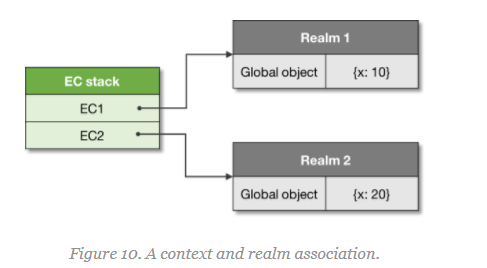 Realm 1
Global object {x: 10}
EC stack
EC1
EC2
Realm 2
Global object {x: 20}
Figure 10. A context and realm association.